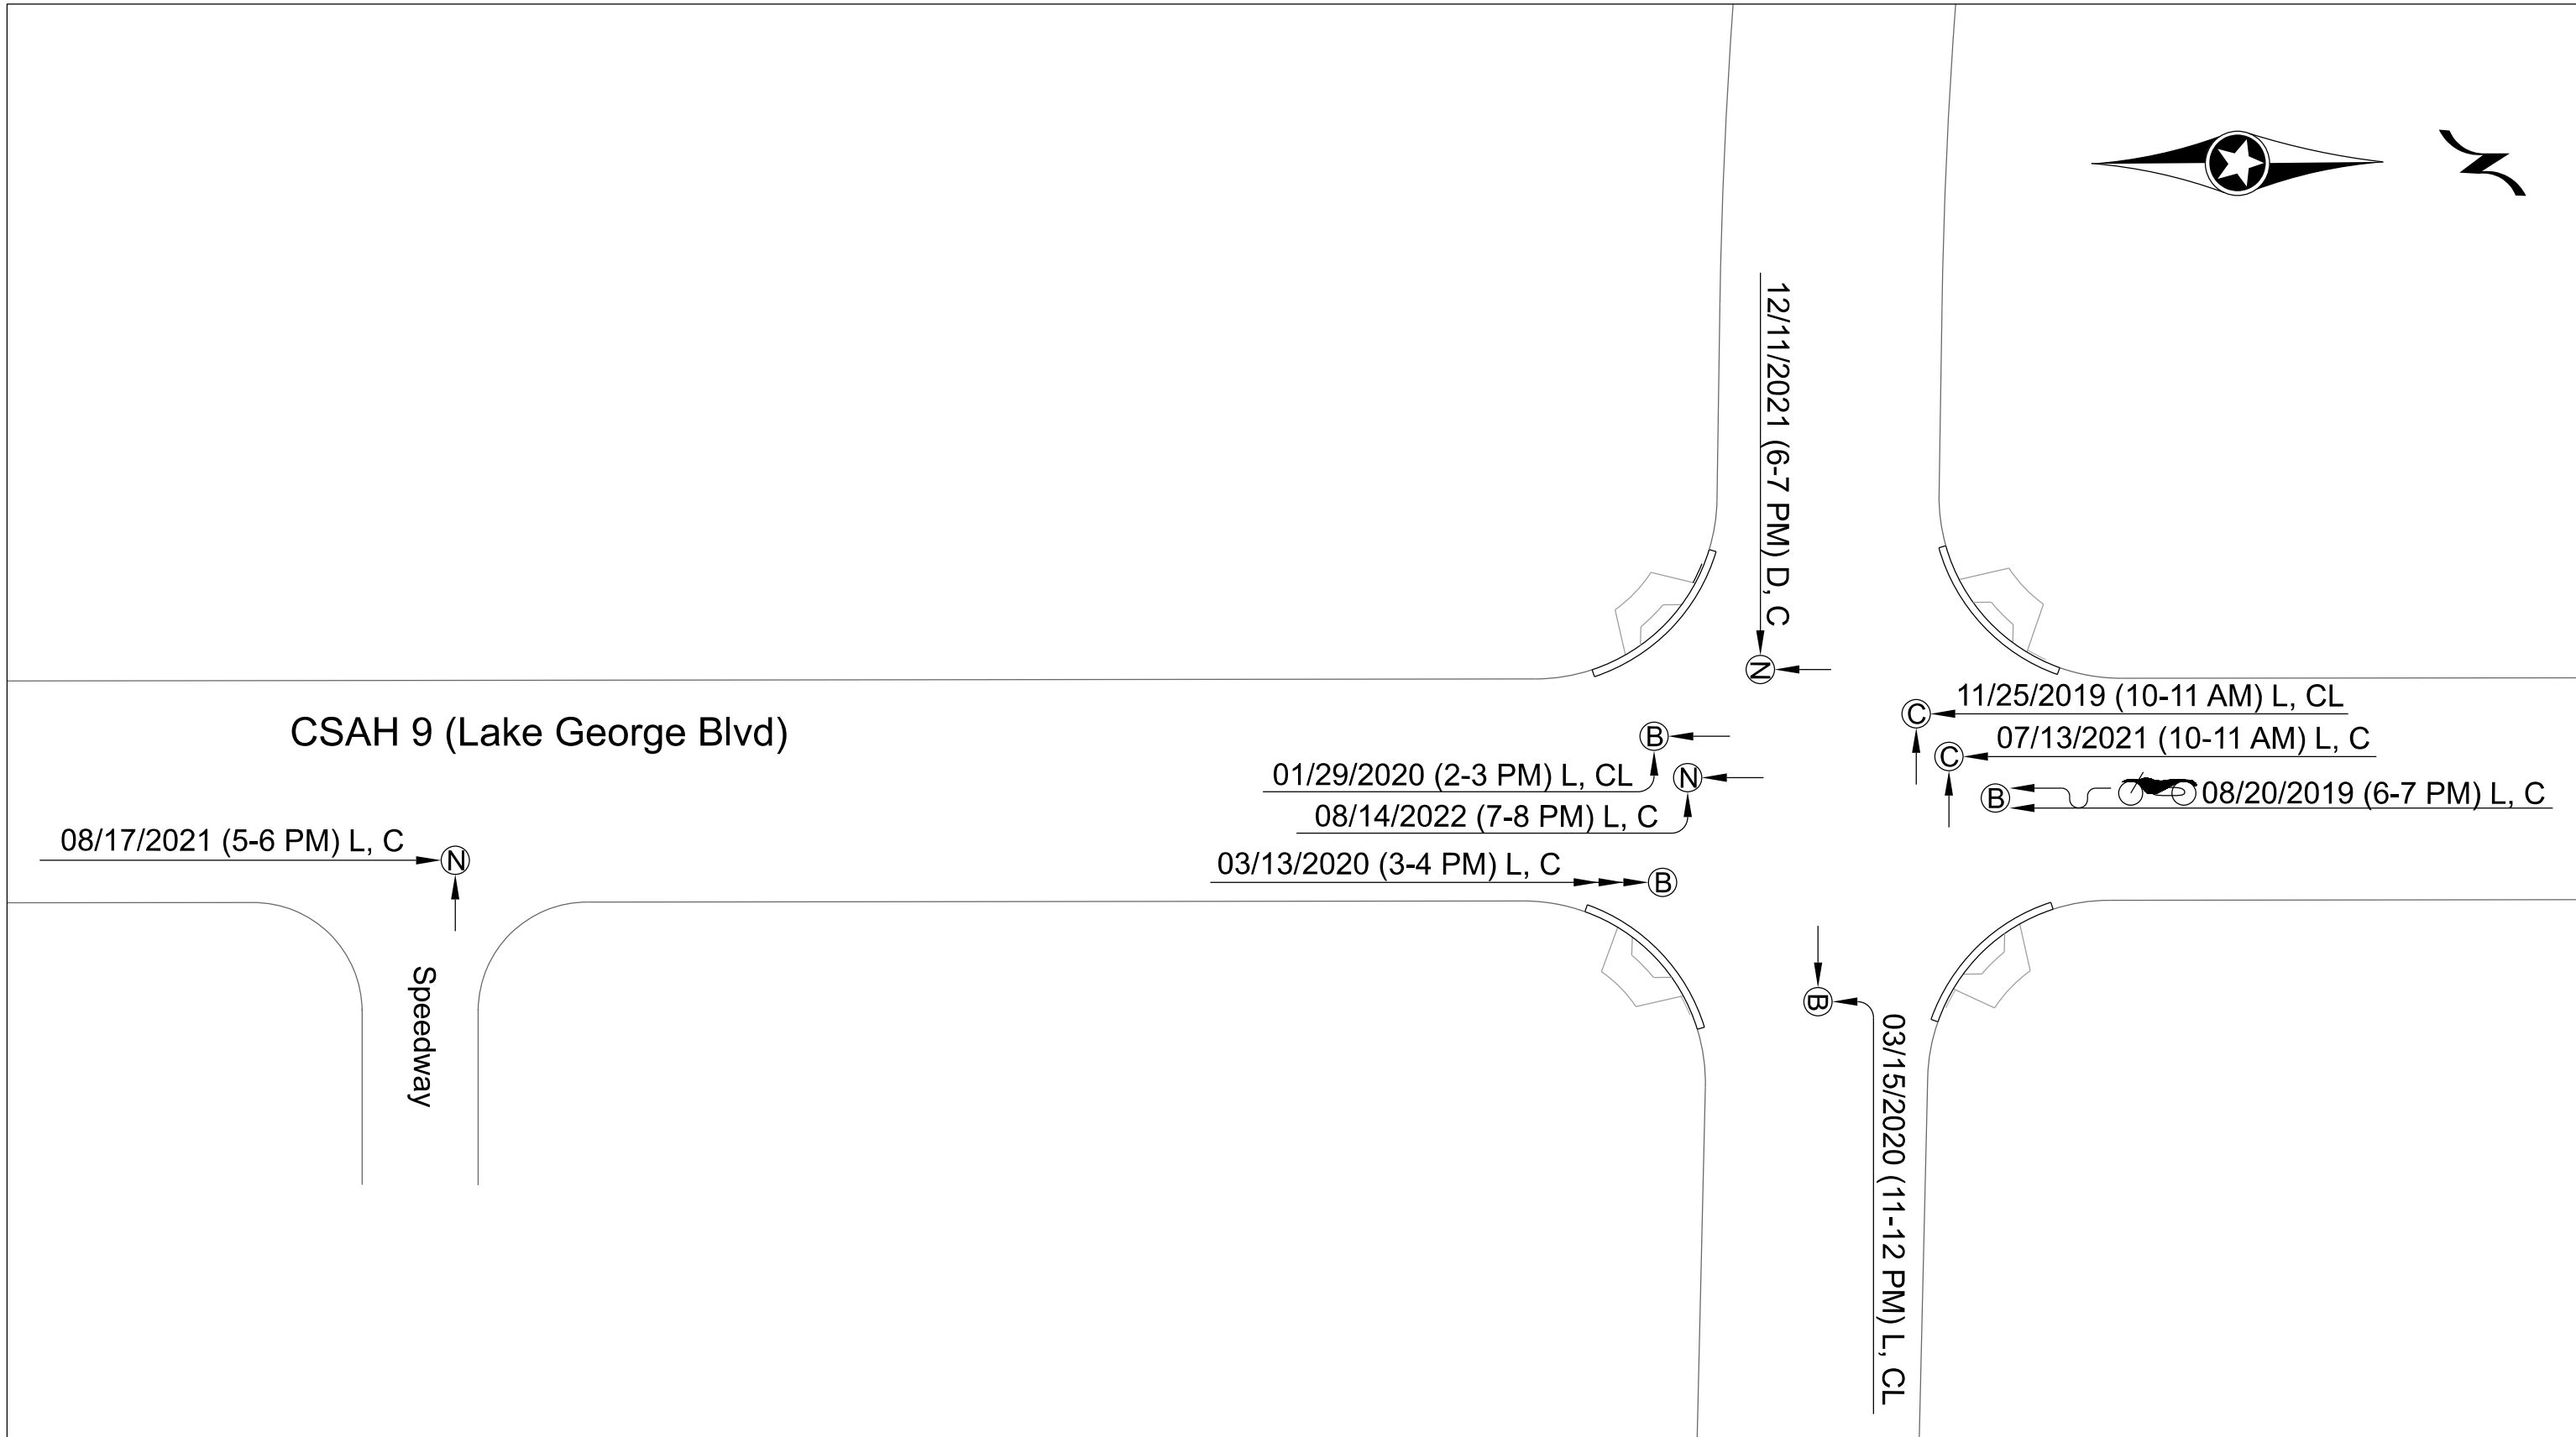 12/11/2021 (6-7 PM) D, C
N
11/25/2019 (10-11 AM) L, CL
C
CSAH 9 (Lake George Blvd)
B
07/13/2021 (10-11 AM) L, C
C
01/29/2020 (2-3 PM) L, CL
N
B
08/20/2019 (6-7 PM) L, C
08/14/2022 (7-8 PM) L, C
08/17/2021 (5-6 PM) L, C
N
03/13/2020 (3-4 PM) L, C
B
Speedway
B
03/15/2020 (11-12 PM) L, CL
N